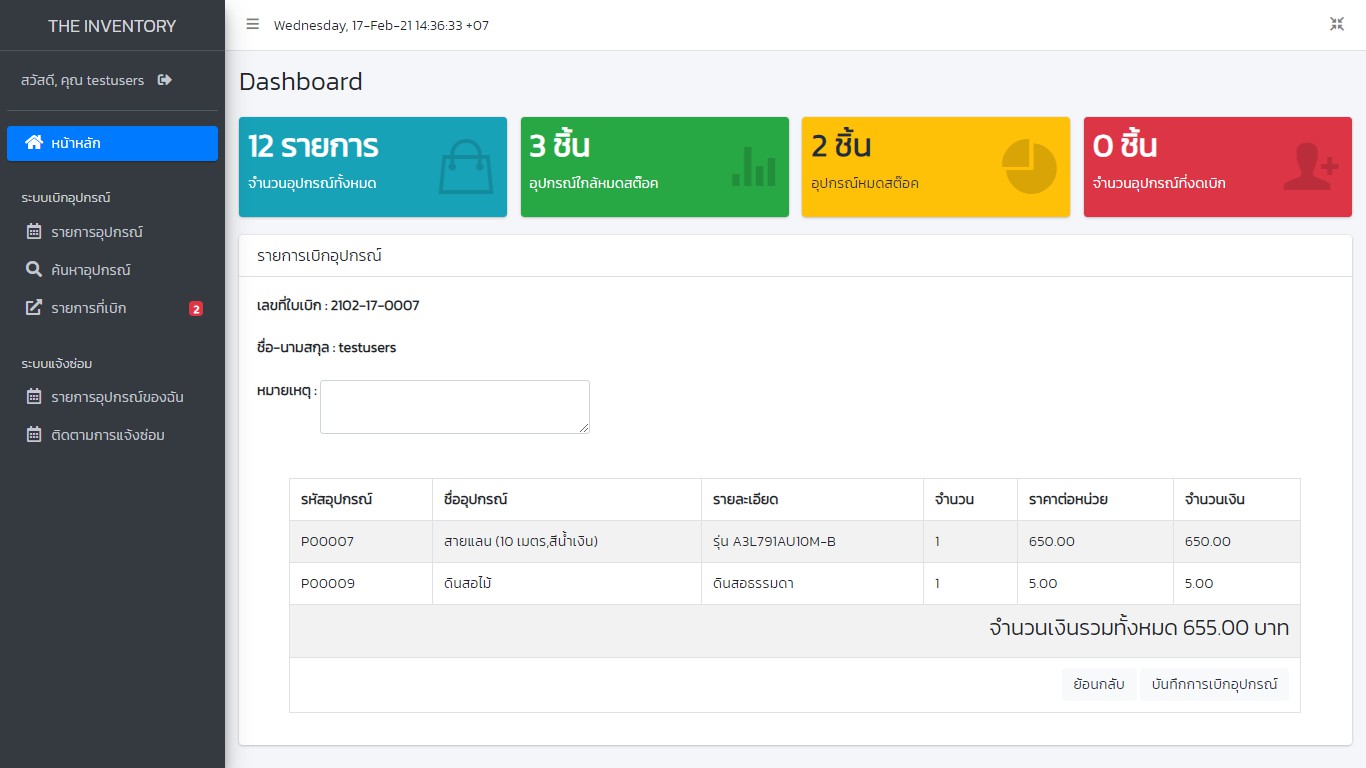 THE INVENTORY
Wednesday, 17-Feb-21 14:36:33 +07
สวัสดี, คุณ testusers
หน้าหลัก
ระบบเบิกอุปกรณ์
รายการอุปกรณ์
ค้นหาอุปกรณ์
รายการที่เบิก 2
ระบบแจ้งซ่อม
รายการอุปกรณ์ของฉัน
ติดตามการแจ้งซ่อม
Dashboard
12 รายการ
จำนวนอุปกรณ์ทั้งหมด
3 ชิ้น
อุปกรณ์ใกล้หมดสต๊อค
2 ชิ้น
อุปกรณ์หมดสต๊อค
0 ชิ้น
จำนวนอุปกรณ์ที่งดเบิก
รายการเบิกอุปกรณ์
เลขที่ใบเบิก : 2102-17-0007
ชื่อ-นามสกุล : testusers
หมายเหตุ :
รหัสอุปกรณ์ ชื่ออุปกรณ์ รายละเอียด จำนวน ราคาต่อหน่วย จำนวนเงิน
P00007 สายแลน (10 เมตร,สีน้ำเงิน) รุ่น A3L791AU10M-B 1 650.00 650.00
P00009 ดินสอไม้ ดินสอธรรมดา 1 5.00 5.00
จำนวนเงินรวมทั้งหมด 655.00 บาท
ย้อนกลับ บันทึกการเบิกอุปกรณ์